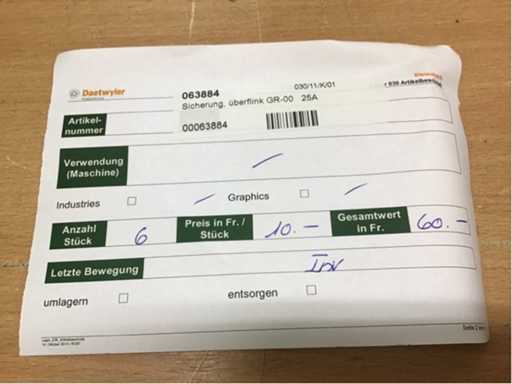 Daetwyler
063884
030/11/K/01
Sicherung, überflink GR-00 25A
Artikel-
nummer
00063884
Verwendung
(Maschine)
Industries
Graphics
Anzahl
Stück
6
Preis in Fr. /
Stück
10.—
Gesamtwert
in Fr.
60.—
Letzte Bewegung
Inv
umlagern
entsorgen